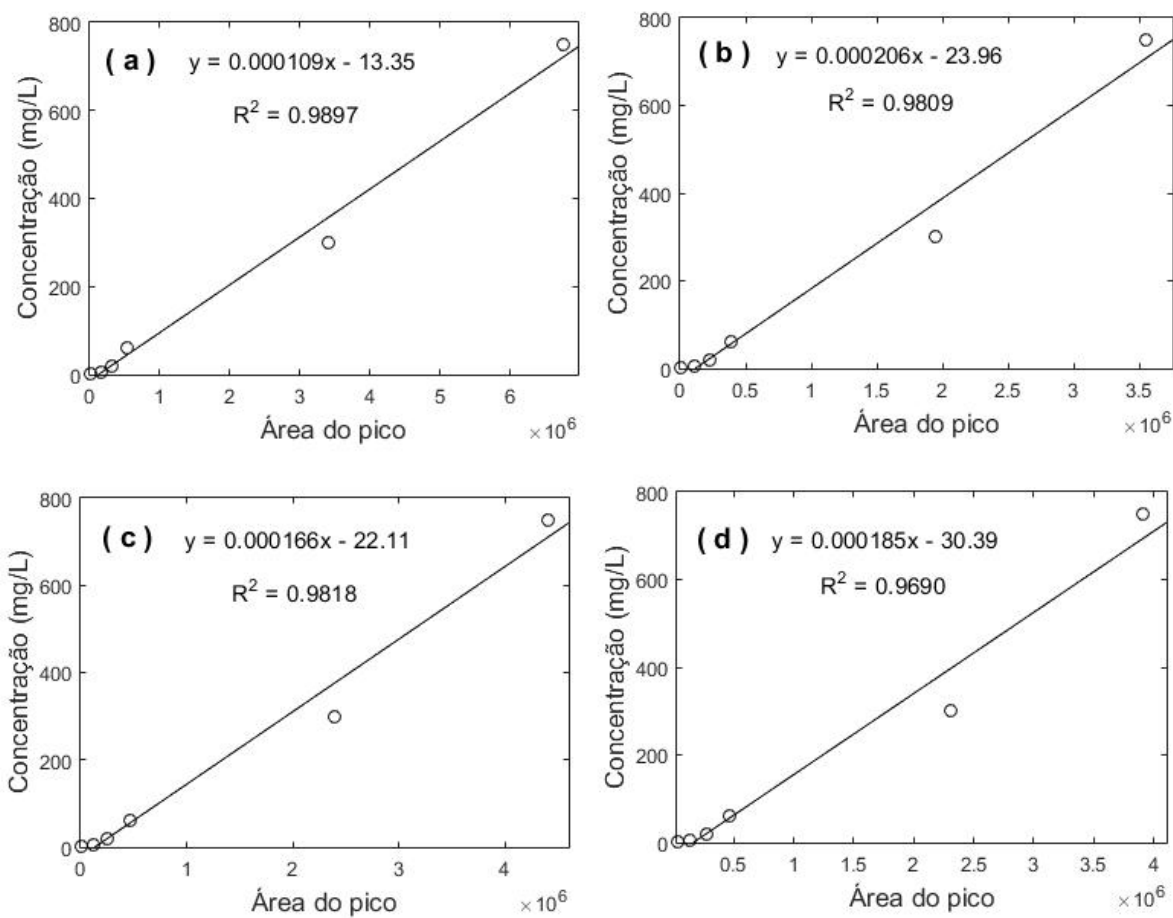 ( a ) y = 0.000109x - 13.35
R² = 0.9897
Concentração (mg/L)
800
600
400
200
0
0 1 2 3 4 5 6
Área do pico
×10⁶
( b ) y = 0.000206x - 23.96
R² = 0.9809
Concentração (mg/L)
800
600
400
200
0
0 0.5 1 1.5 2 2.5 3 3.5
Área do pico
×10⁶
( c ) y = 0.000166x - 22.11
R² = 0.9818
Concentração (mg/L)
800
600
400
200
0
0 1 2 3 4
Área do pico
×10⁶
( d ) y = 0.000185x - 30.39
R² = 0.9690
Concentração (mg/L)
800
600
400
200
0
0.5 1 1.5 2 2.5 3 3.5 4
Área do pico
×10⁶